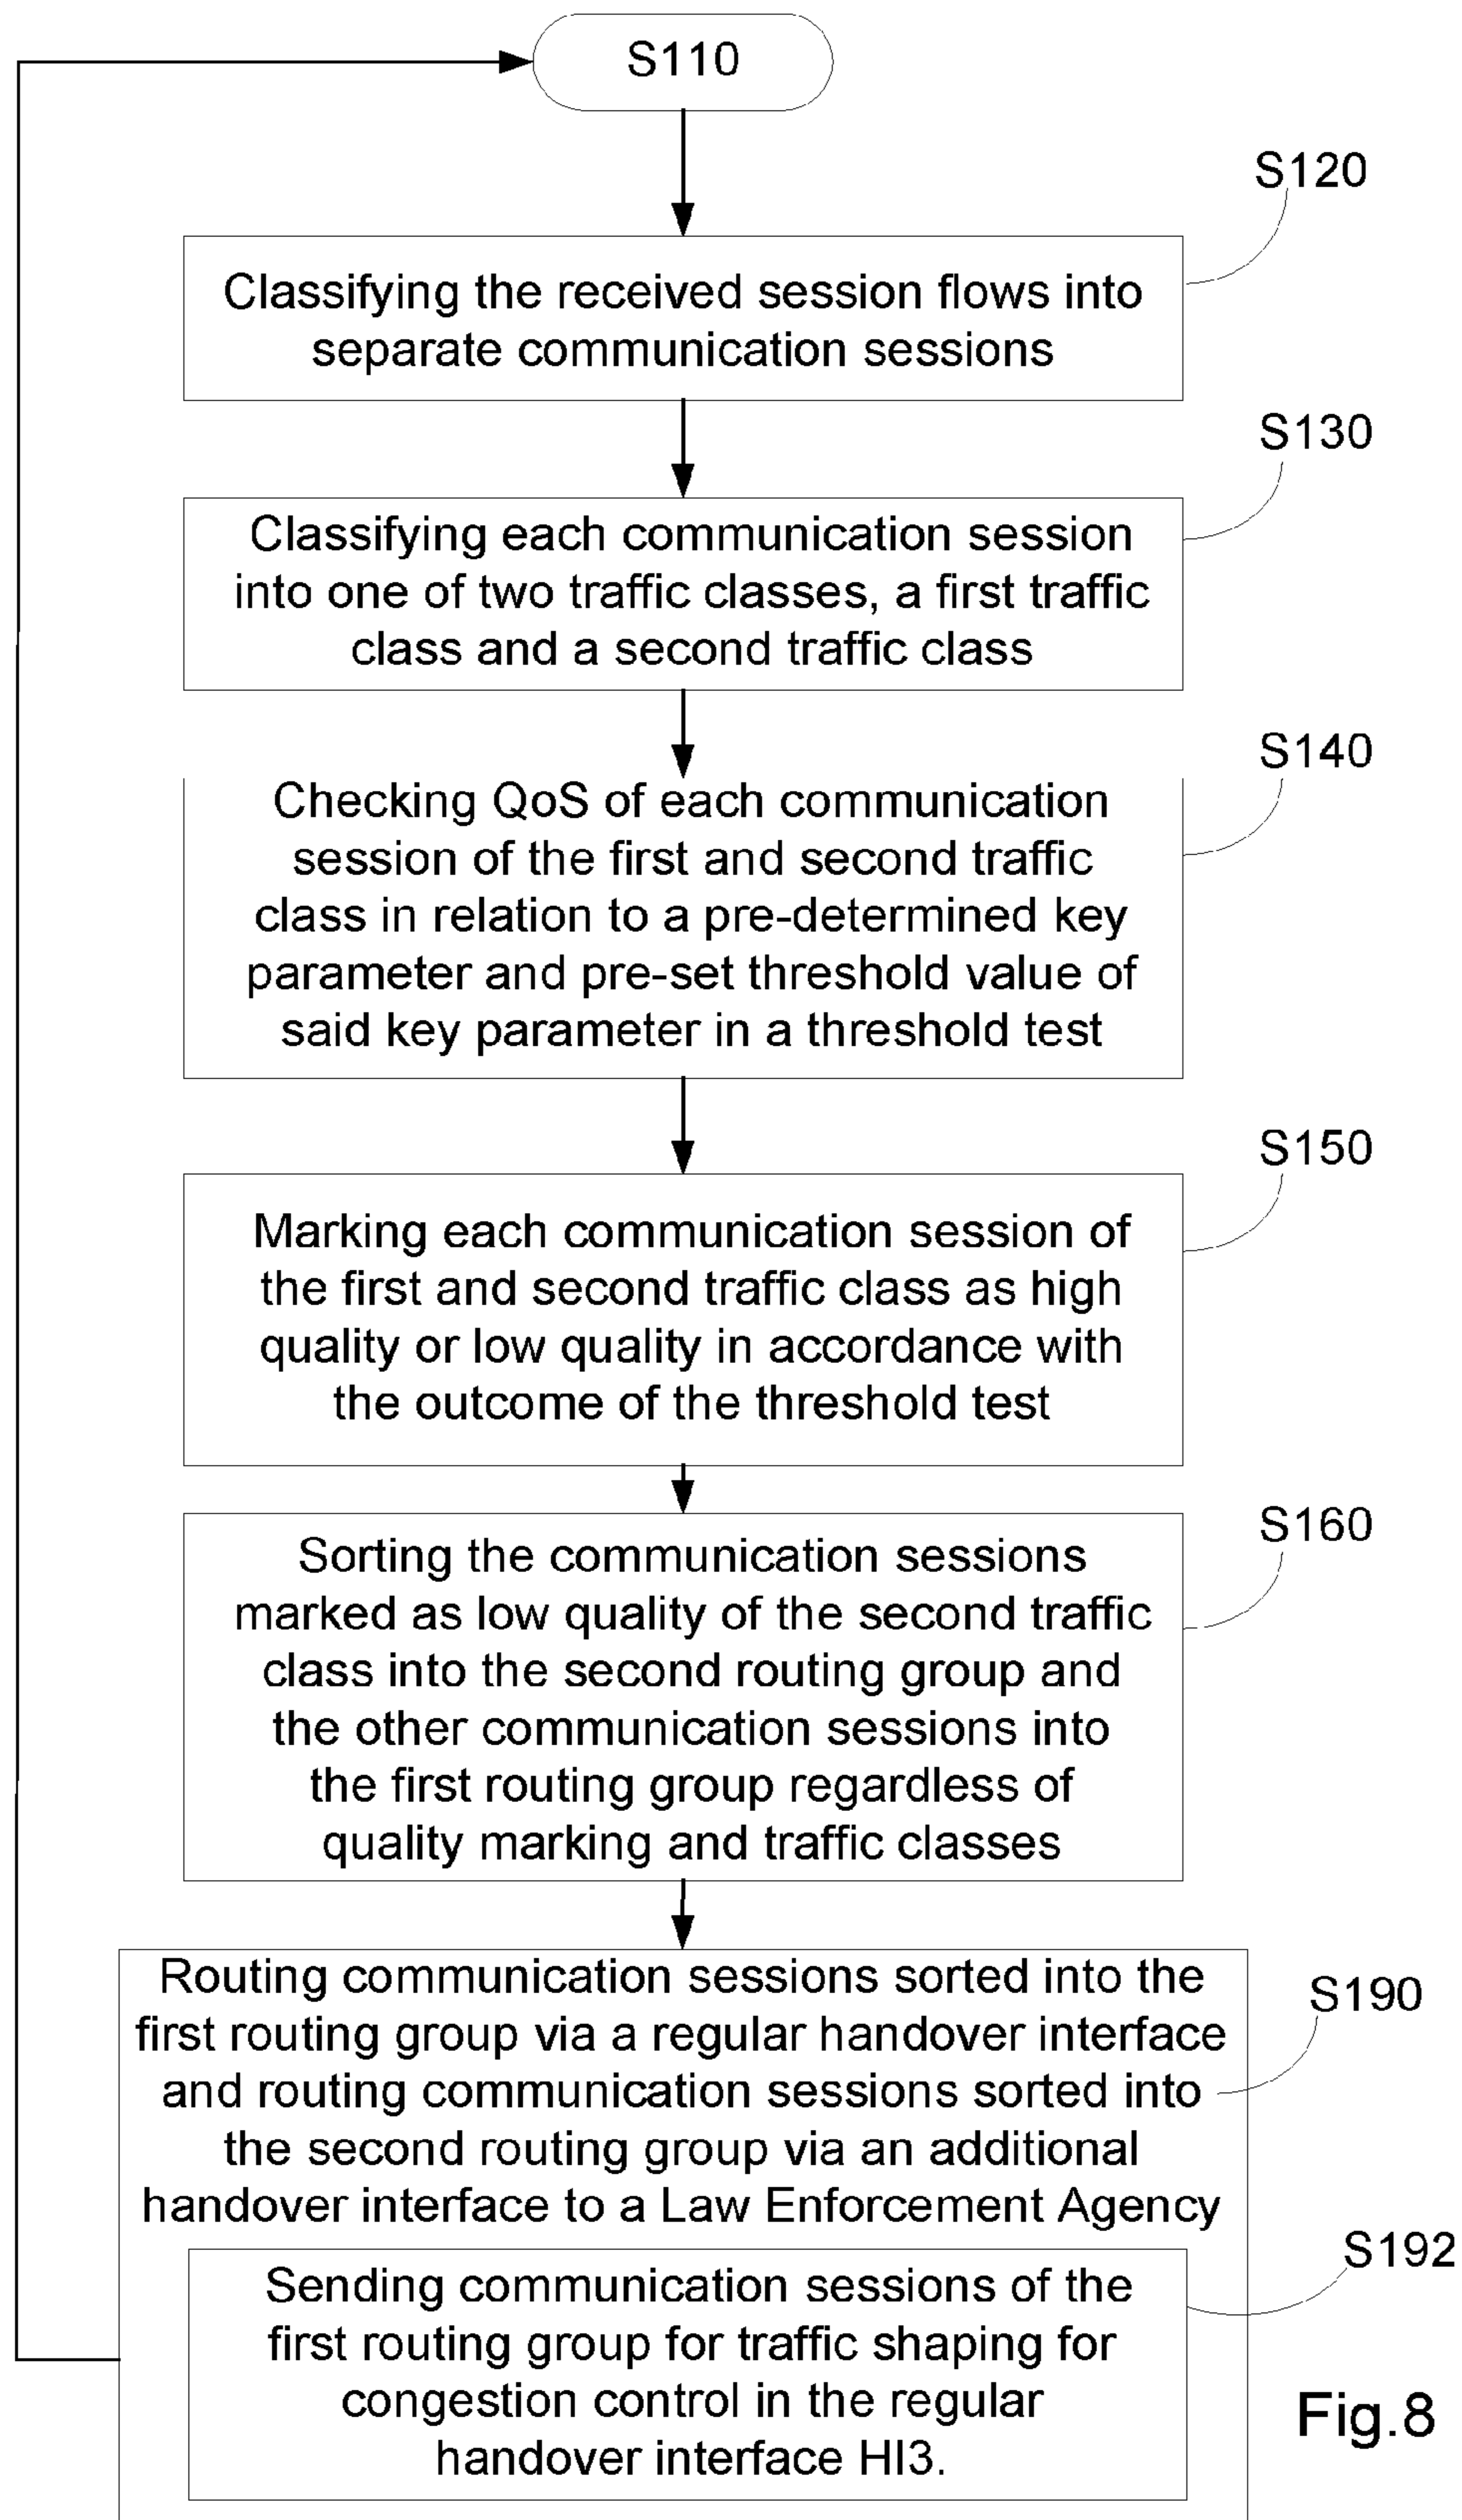 S110
S120
Classifying the received session flows into
separate communication sessions
S130
Classifying each communication session
into one of two traffic classes, a first traffic
class and a second traffic class
S140
Checking QoS of each communication
session of the first and second traffic
class in relation to a pre-determined key
parameter and pre-set threshold value of
said key parameter in a threshold test
S150
Marking each communication session of
the first and second traffic class as high
quality or low quality in accordance with
the outcome of the threshold test
S160
Sorting the communication sessions
marked as low quality of the second traffic
class into the second routing group and
the other communication sessions into
the first routing group regardless of
quality marking and traffic classes
S190
Routing communication sessions sorted into the
first routing group via a regular handover interface
and routing communication sessions sorted into
the second routing group via an additional
handover interface to a Law Enforcement Agency
S192
Sending communication sessions of the
first routing group for traffic shaping for
congestion control in the regular
handover interface HI3.
Fig.8